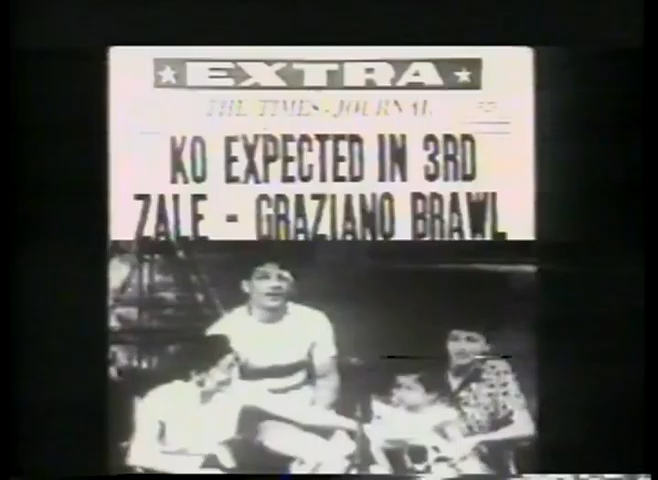 EXTRA
THE TIMES-JOURNAL
KO EXPECTED IN 3RD
ZALE - GRAZIANO BRAWL